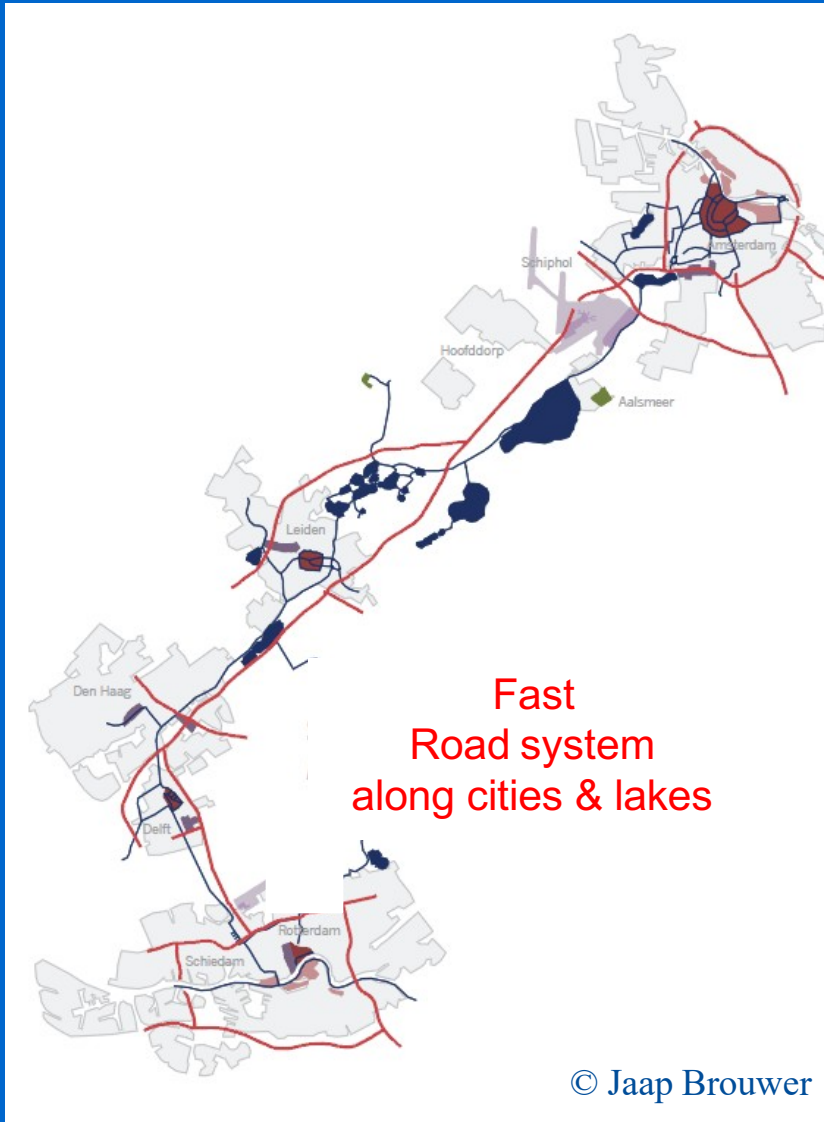 Amsterdam
Schiphol
Hoofddorp
Aalsmeer
Leiden
Den Haag
Fast
Road system
along cities & lakes
Delft
Rotterdam
Schiedam
© Jaap Brouwer